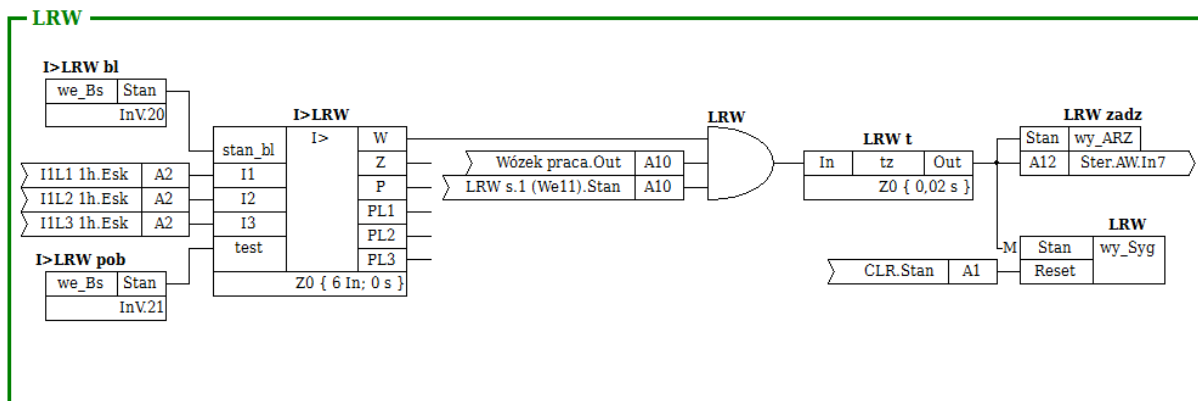 LRW
I>LRW bl
we_Bs Stan
InV.20
I>LRW
stan_bl I> W
Z
I1L1 1h.Esk A2 I1 P
I1L2 1h.Esk A2 I2 PL1
I1L3 1h.Esk A2 I3 PL2
test PL3
Z0 { 6 In; 0 s }
I>LRW pob
we_Bs Stan
InV.21
LRW
Wózek praca.Out A10
LRW s.1 (We11).Stan A10
LRW t
In tz Out
Z0 { 0,02 s }
LRW zadz
Stan wy_ARZ
A12 Ster.AW.In7
LRW
M Stan wy_Syg
CLR.Stan A1 Reset